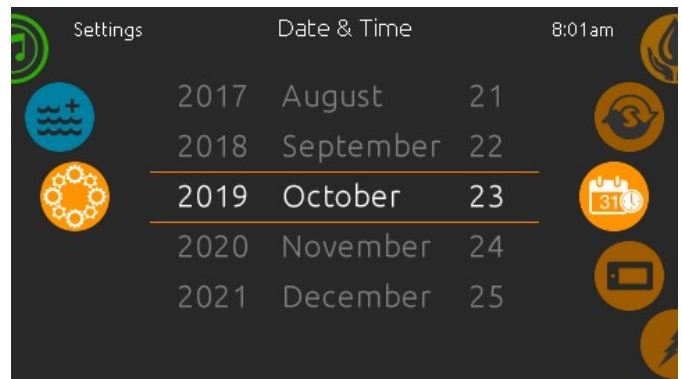 Settings Date & Time 8:01am
2017 August 21
2018 September 22
2019 October 23
31
2020 November 24
2021 December 25